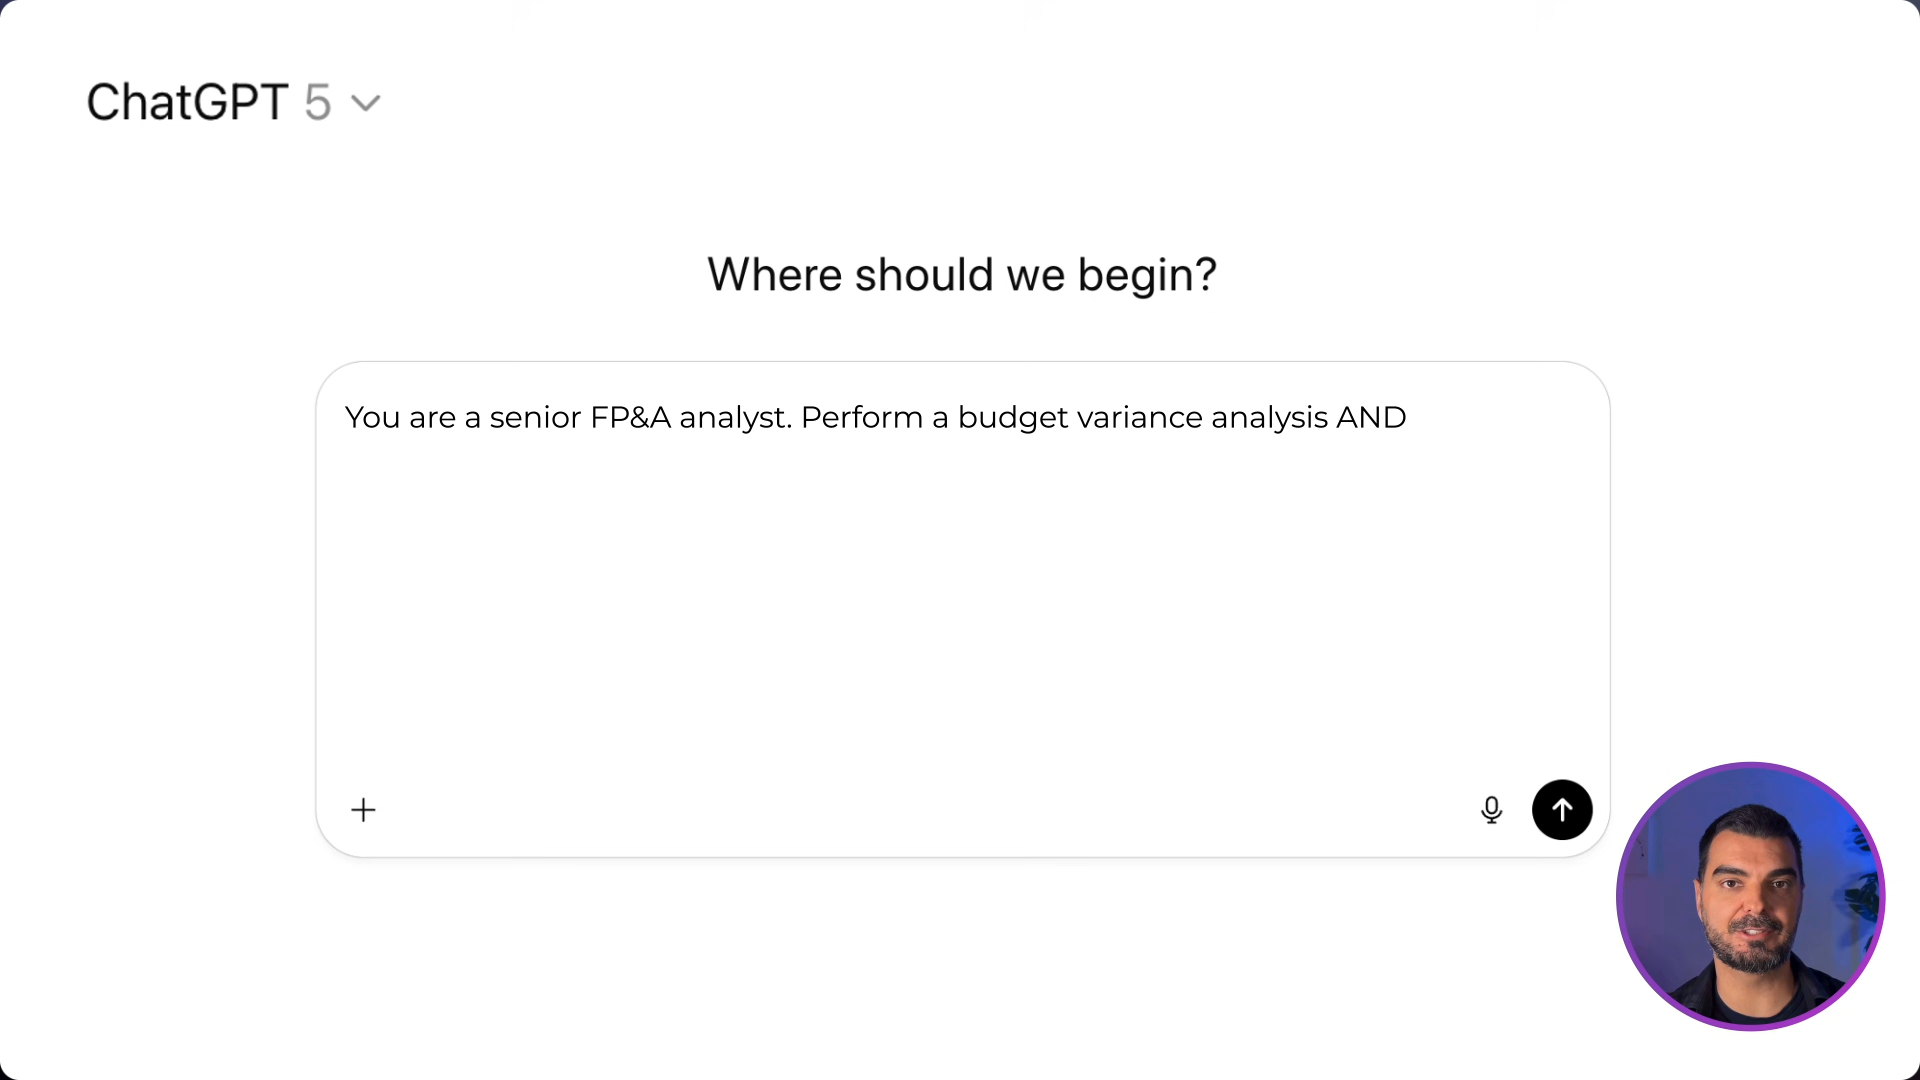 ChatGPT 5
Where should we begin?
You are a senior FP&A analyst. Perform a budget variance analysis AND